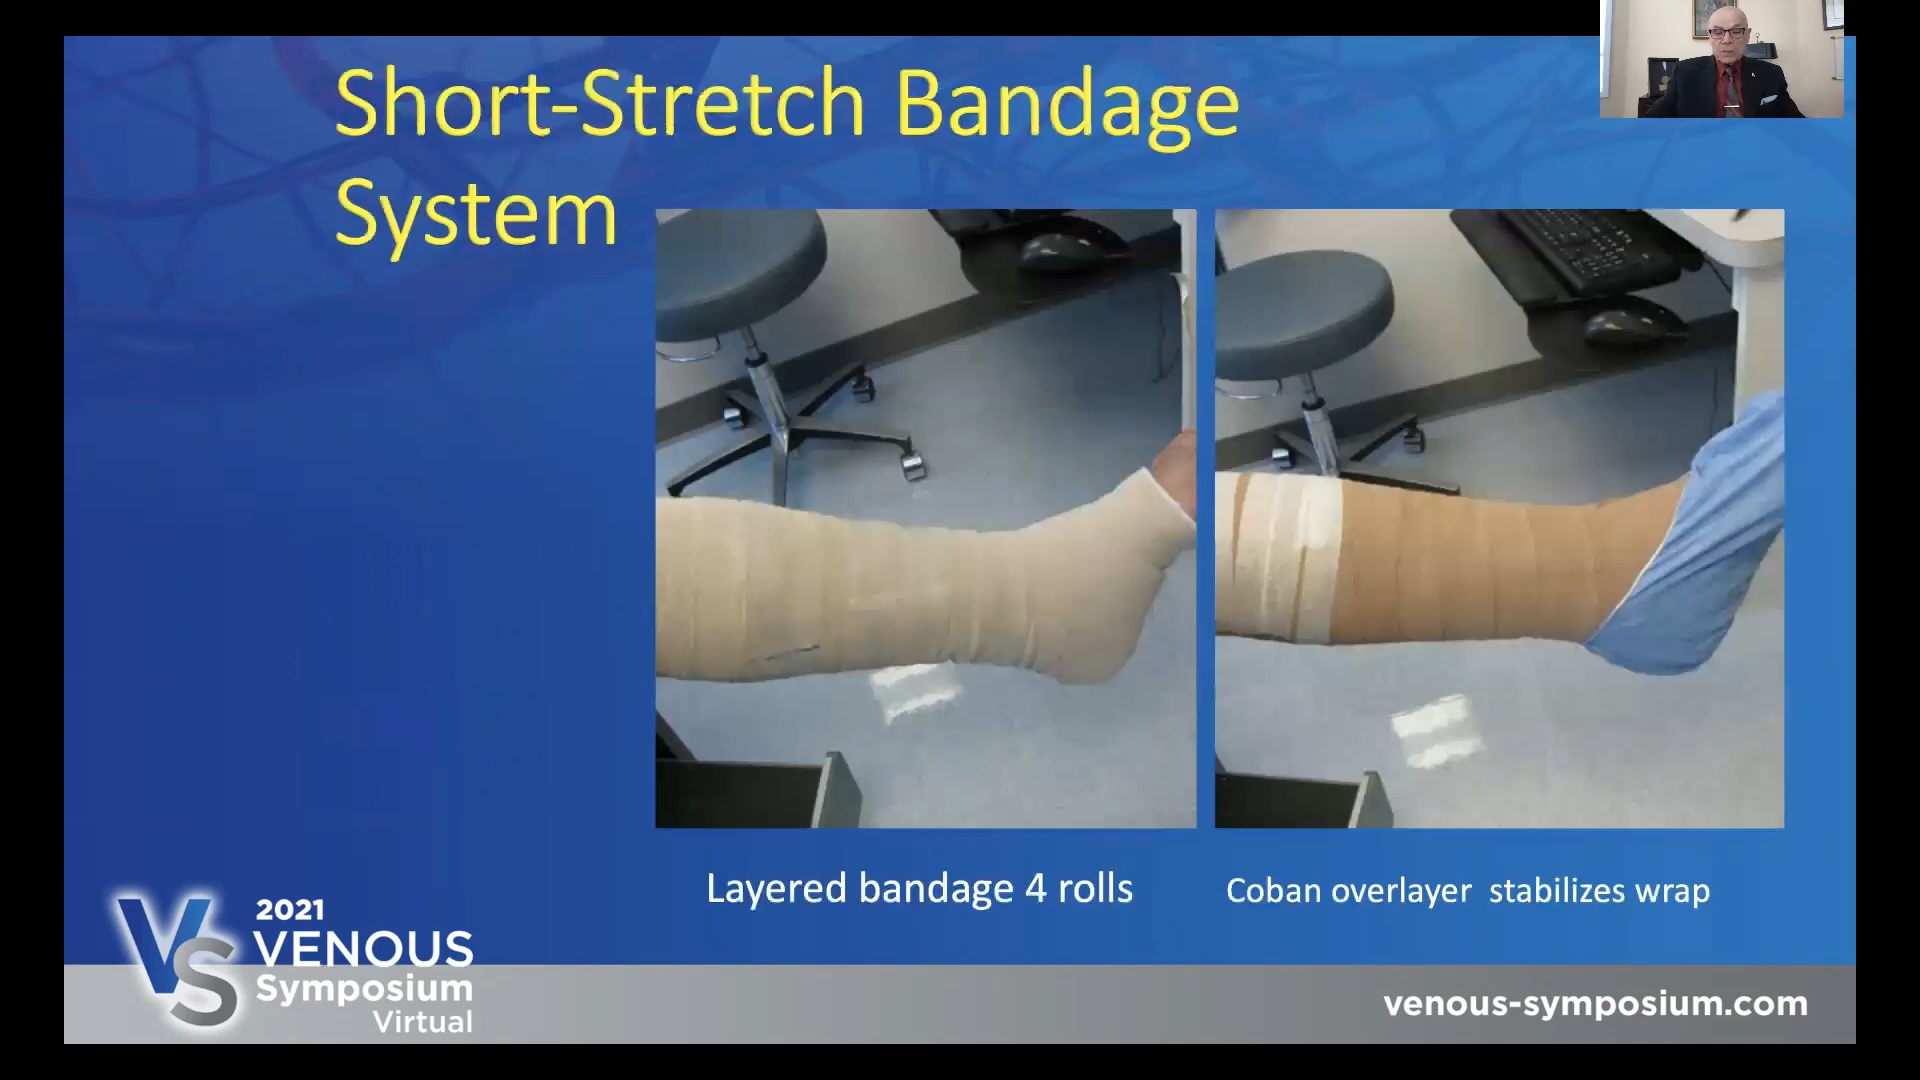 Short-Stretch Bandage
System
Layered bandage 4 rolls
Coban overlayer stabilizes wrap
VS
2021
VENOUS
Symposium
Virtual
venous-symposium.com